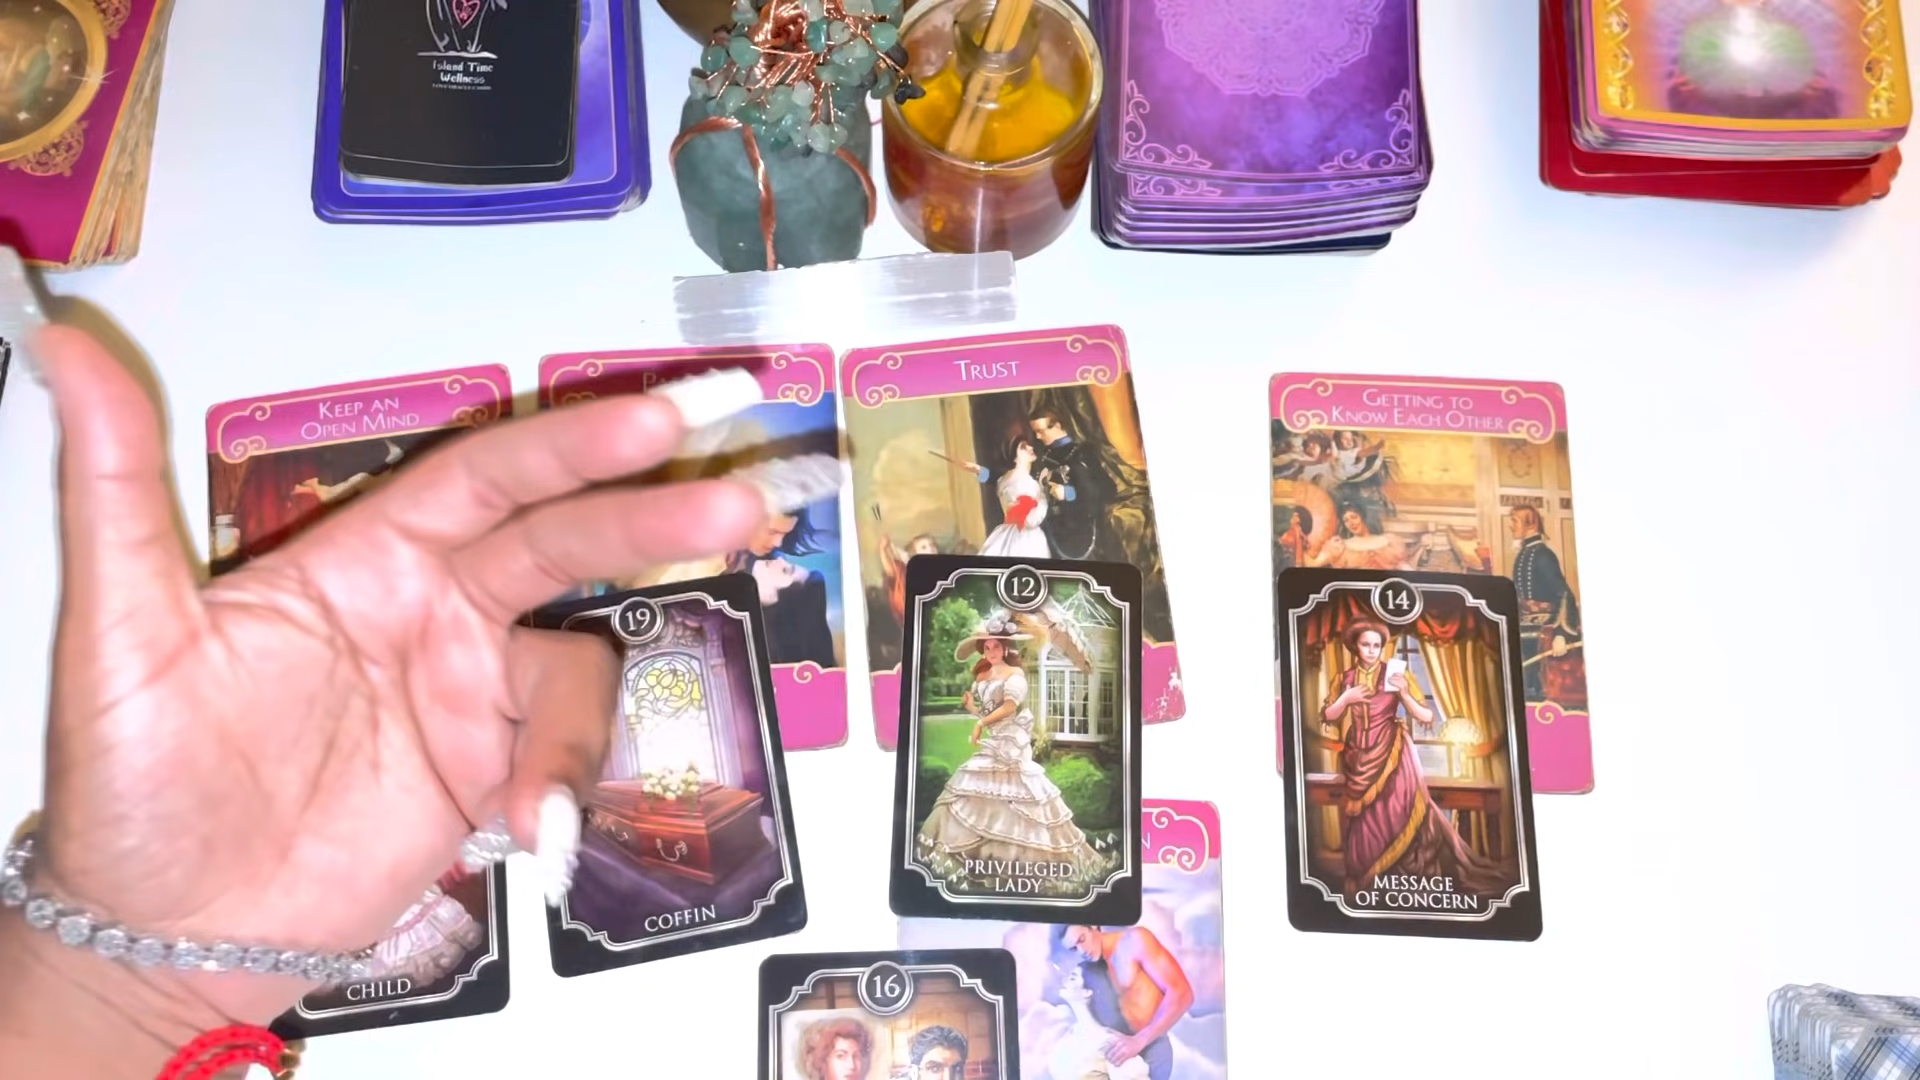 Island Time
Wellness
Keep an
Open Mind
Trust
Getting to
Know Each Other
19
12
14
COFFIN
PRIVILEGED
LADY
MESSAGE
OF CONCERN
CHILD
16